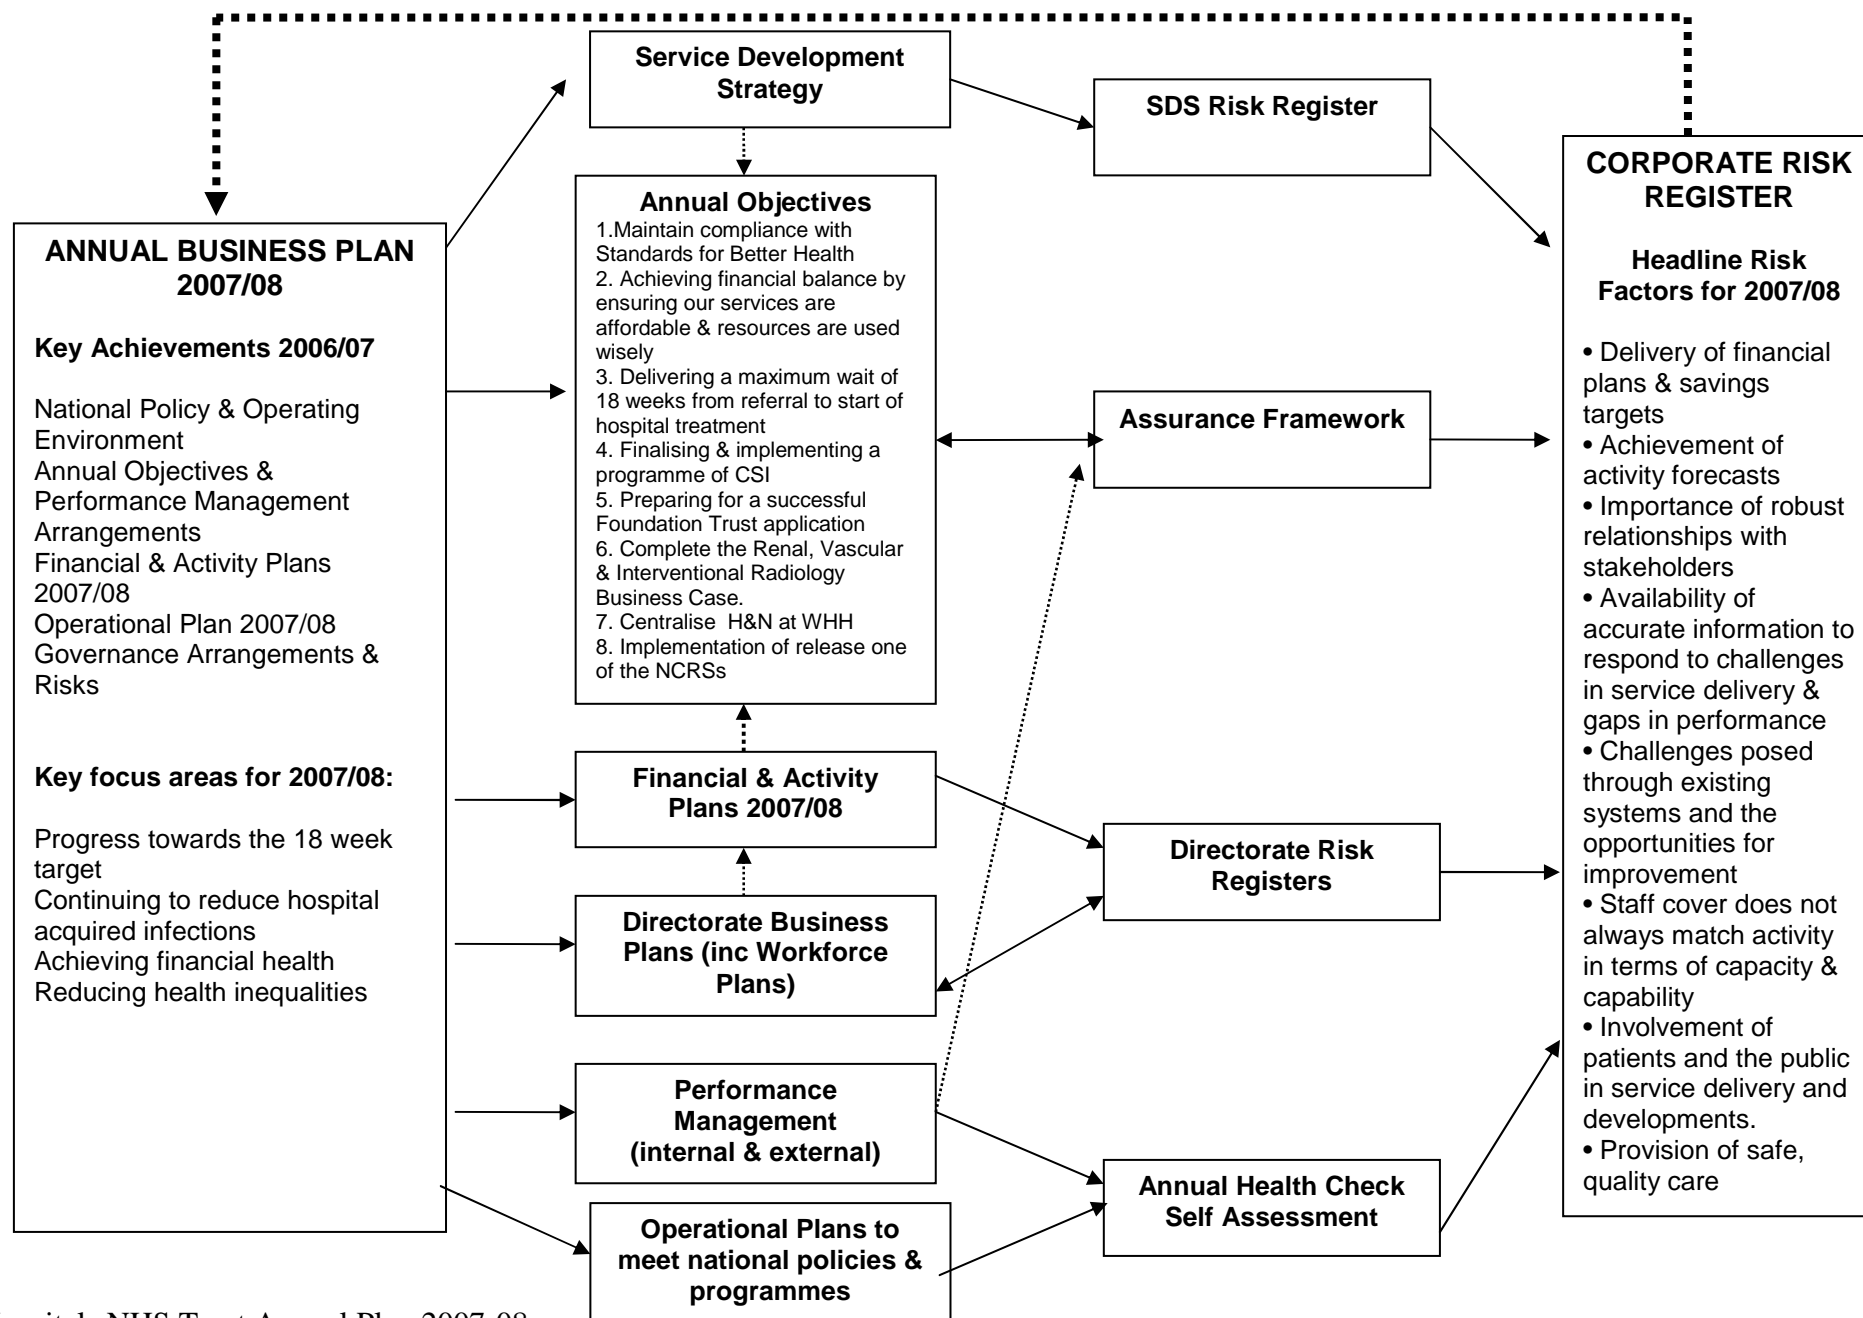 Service Development
Strategy
SDS Risk Register
CORPORATE RISK
REGISTER
Headline Risk
Factors for 2007/08
• Delivery of financial
plans & savings
targets
• Achievement of
activity forecasts
• Importance of robust
relationships with
stakeholders
• Availability of
accurate information to
respond to challenges
in service delivery &
gaps in performance
• Challenges posed
through existing
systems and the
opportunities for
improvement
• Staff cover does not
always match activity
in terms of capacity &
capability
• Involvement of
patients and the public
in service delivery and
developments.
• Provision of safe,
quality care
Annual Objectives
1.Maintain compliance with
Standards for Better Health
2. Achieving financial balance by
ensuring our services are
affordable & resources are used
wisely
3. Delivering a maximum wait of
18 weeks from referral to start of
hospital treatment
4. Finalising & implementing a
programme of CSI
5. Preparing for a successful
Foundation Trust application
6. Complete the Renal, Vascular
& Interventional Radiology
Business Case.
7. Centralise H&N at WHH
8. Implementation of release one
of the NCRSs
ANNUAL BUSINESS PLAN
2007/08
Key Achievements 2006/07
National Policy & Operating
Environment
Annual Objectives &
Performance Management
Arrangements
Financial & Activity Plans
2007/08
Operational Plan 2007/08
Governance Arrangements &
Risks
Key focus areas for 2007/08:
Progress towards the 18 week
target
Continuing to reduce hospital
acquired infections
Achieving financial health
Reducing health inequalities
Assurance Framework
Financial & Activity
Plans 2007/08
Directorate Risk
Registers
Directorate Business
Plans (inc Workforce
Plans)
Performance
Management
(internal & external)
Annual Health Check
Self Assessment
Operational Plans to
meet national policies &
programmes
NHS Trust Annual Plan 2007-08